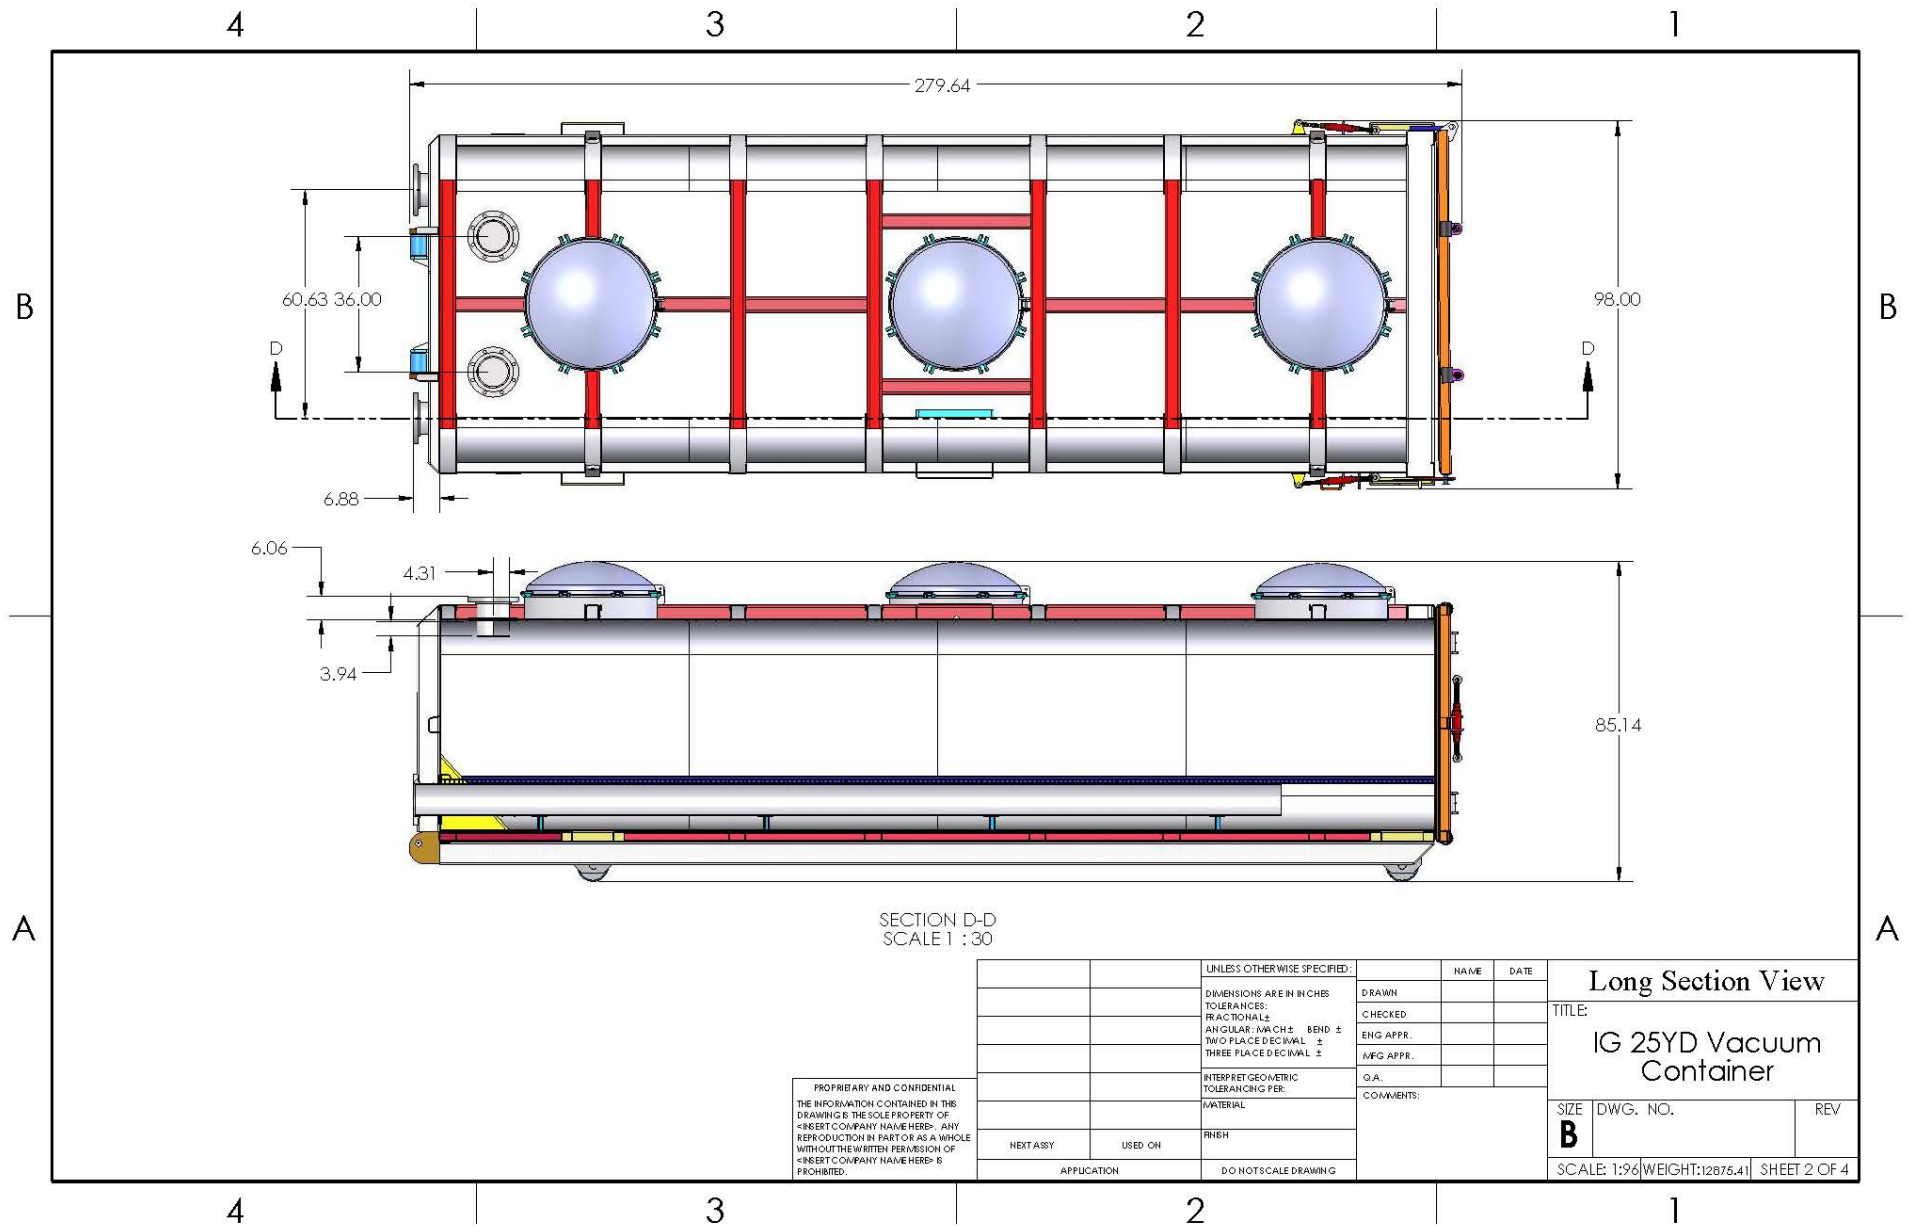 4 3 2 1
279.64
60.63 36.00
98.00
B B
D D
6.88
6.06
4.31
3.94
85.14
SECTION D-D
SCALE 1 : 30
A A
UNLESS OTHERWISE SPECIFIED:
DIMENSIONS ARE IN INCHES
TOLERANCES:
FRACTIONAL±
ANGULAR: MACH± BEND ±
TWO PLACE DECIMAL ±
THREE PLACE DECIMAL ±
INTERPRET GEOMETRIC
TOLERANCING PER:
MATERIAL
FINISH
DO NOT SCALE DRAWING
NAME DATE
DRAWN
CHECKED
ENG APPR.
MFG APPR.
Q.A.
COMMENTS:
PROPRIETARY AND CONFIDENTIAL
THE INFORMATION CONTAINED IN THIS
DRAWING IS THE SOLE PROPERTY OF
<INSERT COMPANY NAME HERE>. ANY
REPRODUCTION IN PART OR AS A WHOLE
WITHOUT THE WRITTEN PERMISSION OF
<INSERT COMPANY NAME HERE> IS
PROHIBITED.
NEXT ASSY USED ON
APPLICATION
Long Section View
TITLE:
IG 25YD Vacuum
Container
SIZE DWG. NO. REV
B
SCALE: 1:96 WEIGHT:12875.41 SHEET 2 OF 4
4 3 2 1